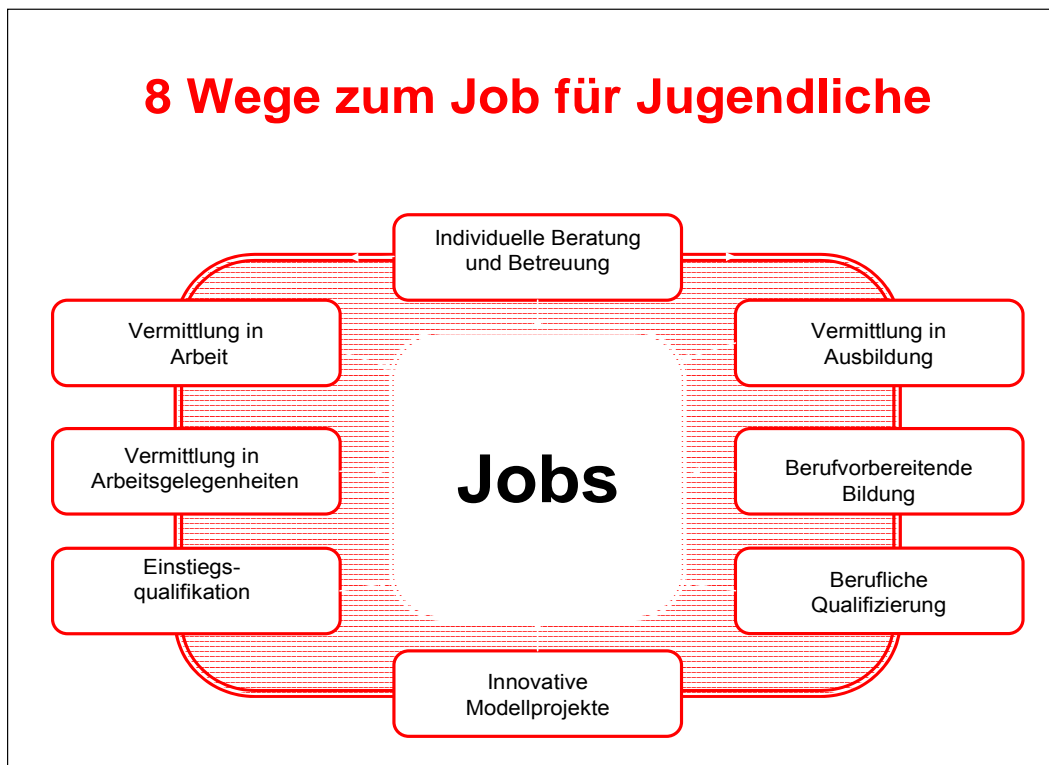 8 Wege zum Job für Jugendliche
Individuelle Beratung
und Betreuung
Vermittlung in
Arbeit
Vermittlung in
Ausbildung
Vermittlung in
Arbeitsgelegenheiten
Jobs
Berufvorbereitende
Bildung
Einstiegs-
qualifikation
Berufliche
Qualifizierung
Innovative
Modellprojekte